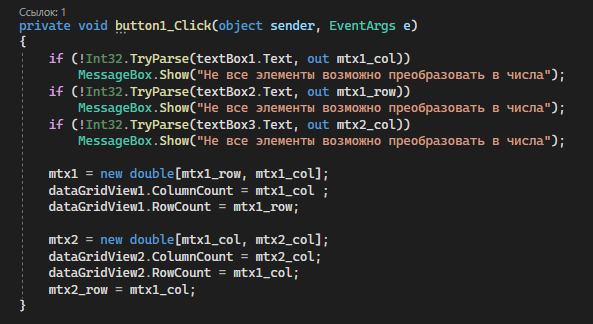 Ссылок: 1
private void button1_Click(object sender, EventArgs e)
{
    if (!Int32.TryParse(textBox1.Text, out mtx1_col))
        MessageBox.Show("Не все элементы возможно преобразовать в числа");
    if (!Int32.TryParse(textBox2.Text, out mtx1_row))
        MessageBox.Show("Не все элементы возможно преобразовать в числа");
    if (!Int32.TryParse(textBox3.Text, out mtx2_col))
        MessageBox.Show("Не все элементы возможно преобразовать в числа");

    mtx1 = new double[mtx1_row, mtx1_col];
    dataGridView1.ColumnCount = mtx1_col ;
    dataGridView1.RowCount = mtx1_row;

    mtx2 = new double[mtx1_col, mtx2_col];
    dataGridView2.ColumnCount = mtx2_col;
    dataGridView2.RowCount = mtx1_col;
    mtx2_row = mtx1_col;
}